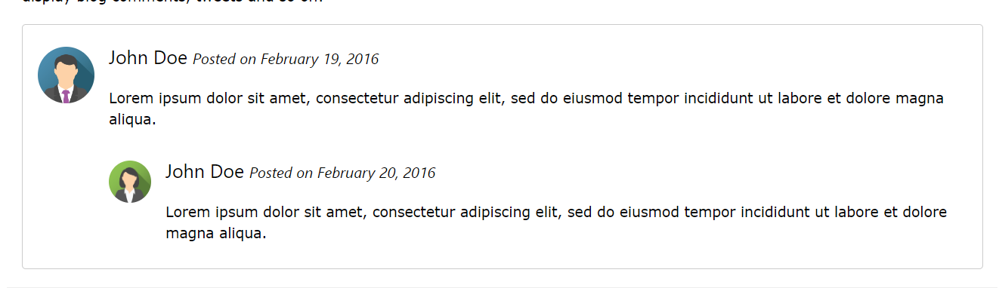 display blog comments, tweets and so on.
John Doe Posted on February 19, 2016
Lorem ipsum dolor sit amet, consectetur adipiscing elit, sed do eiusmod tempor incididunt ut labore et dolore magna
aliqua.
John Doe Posted on February 20, 2016
Lorem ipsum dolor sit amet, consectetur adipiscing elit, sed do eiusmod tempor incididunt ut labore et dolore
magna aliqua.